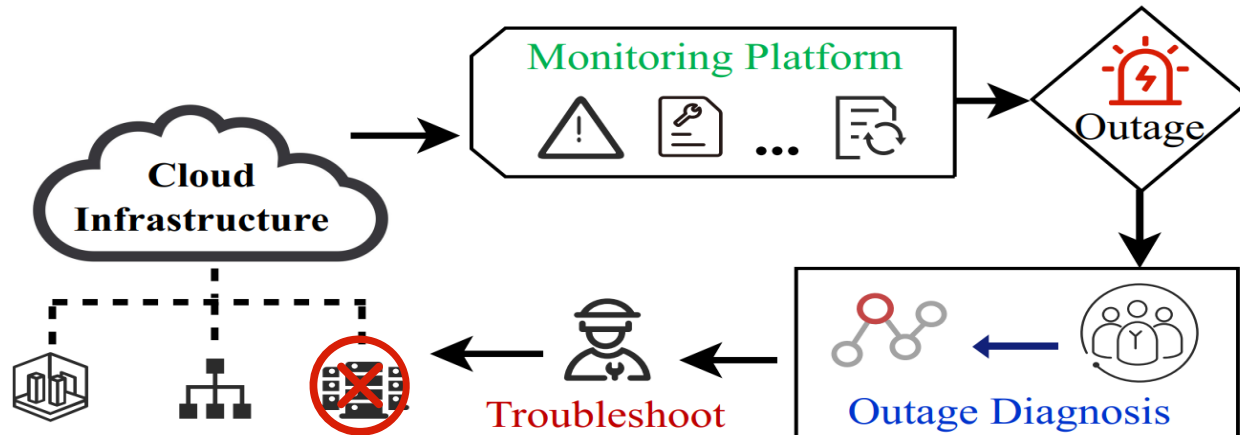 Monitoring Platform
...
Outage
Cloud
Infrastructure
Troubleshoot
Outage Diagnosis